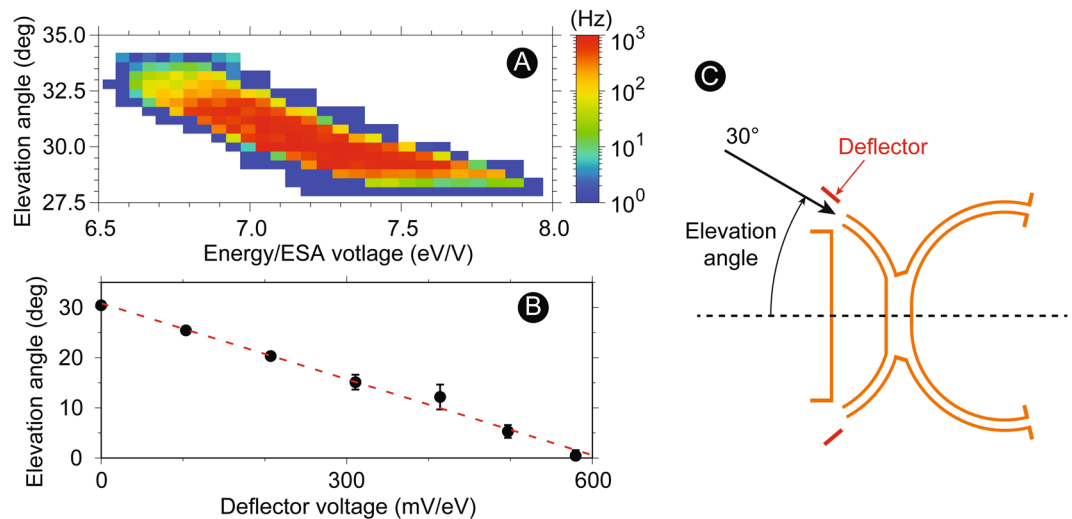 (Hz)
A
Elevation angle (deg)
35.0
32.5
30.0
27.5
6.5 7.0 7.5 8.0
Energy/ESA votlage (eV/V)
10³
10²
10¹
10⁰
B
Elevation angle (deg)
30
20
10
0
0 300 600
Deflector voltage (mV/eV)
C
30°
Deflector
Elevation
angle